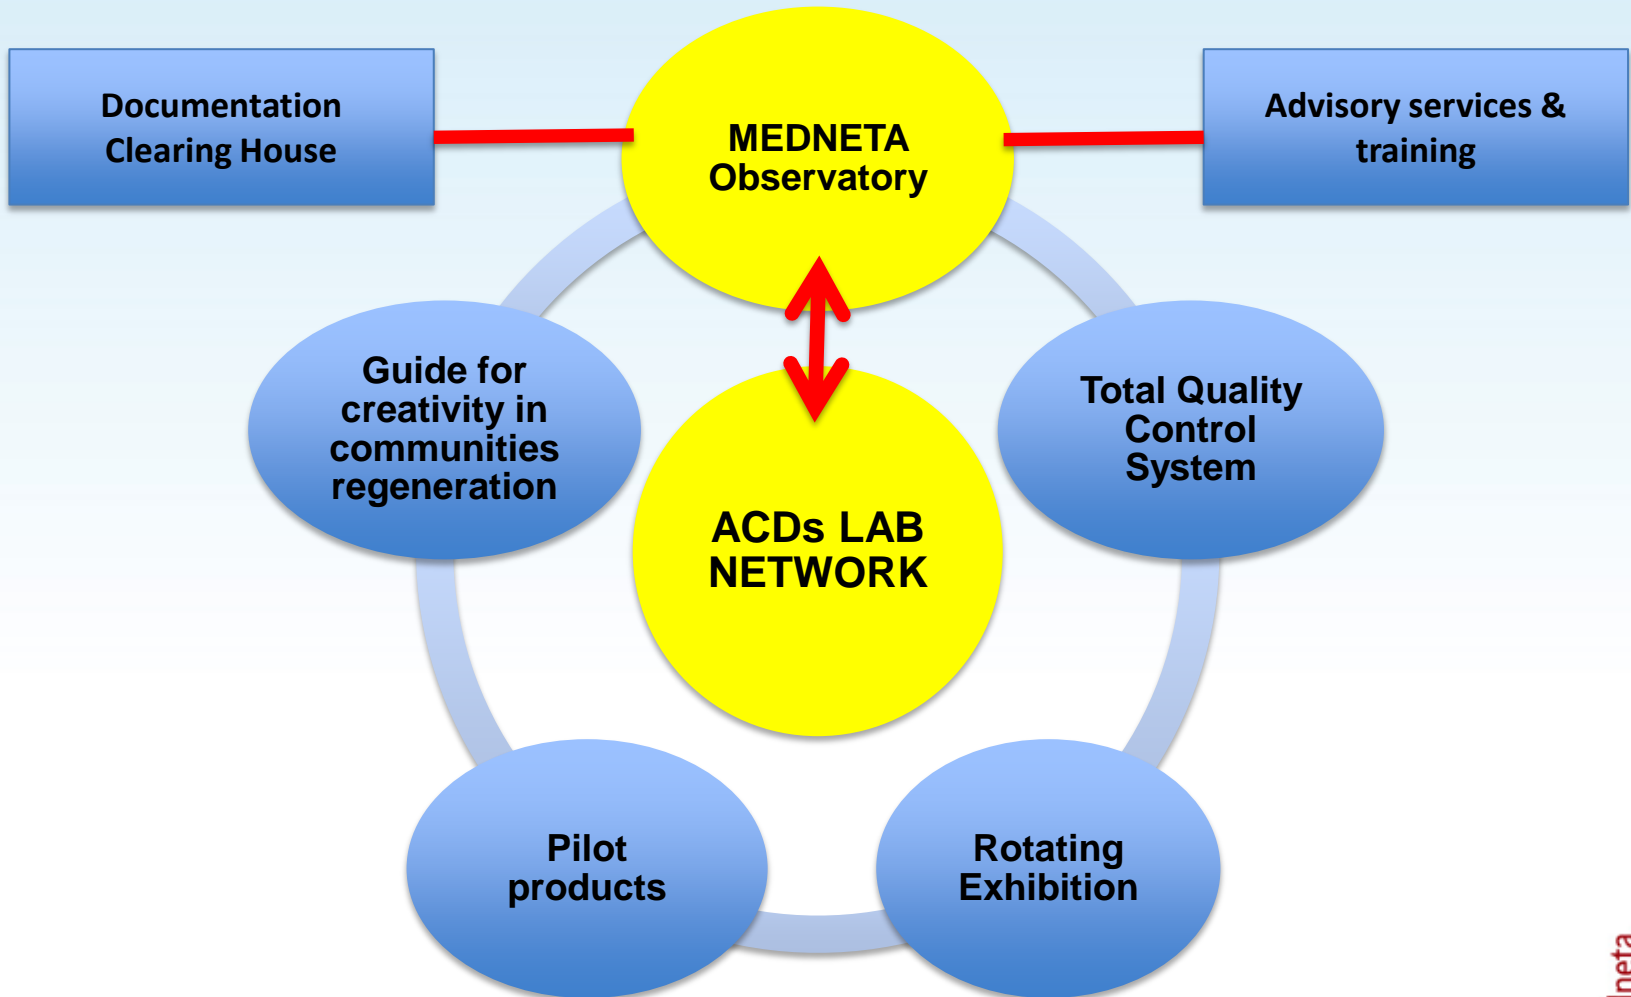 Documentation
Clearing House
MEDNETA
Observatory
Advisory services &
training
Guide for
creativity in
communities
regeneration
Total Quality
Control
System
ACDs LAB
NETWORK
Pilot
products
Rotating
Exhibition